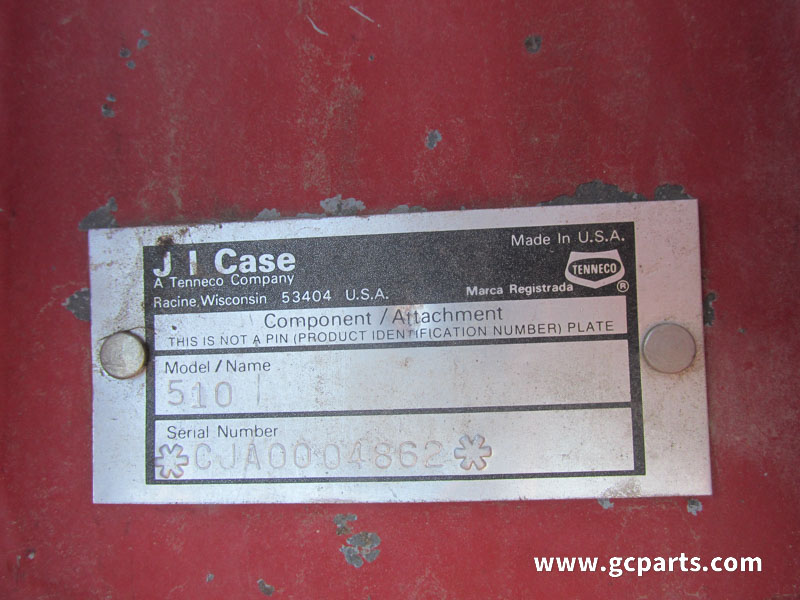 J I Case
A Tenneco Company
Racine, Wisconsin 53404 U.S.A.
Made In U.S.A.
TENNECO
Marca Registrada ®
Component / Attachment
THIS IS NOT A PIN (PRODUCT IDENTIFICATION NUMBER) PLATE
Model / Name
510
Serial Number
*CJA0004862*
www.gcparts.com